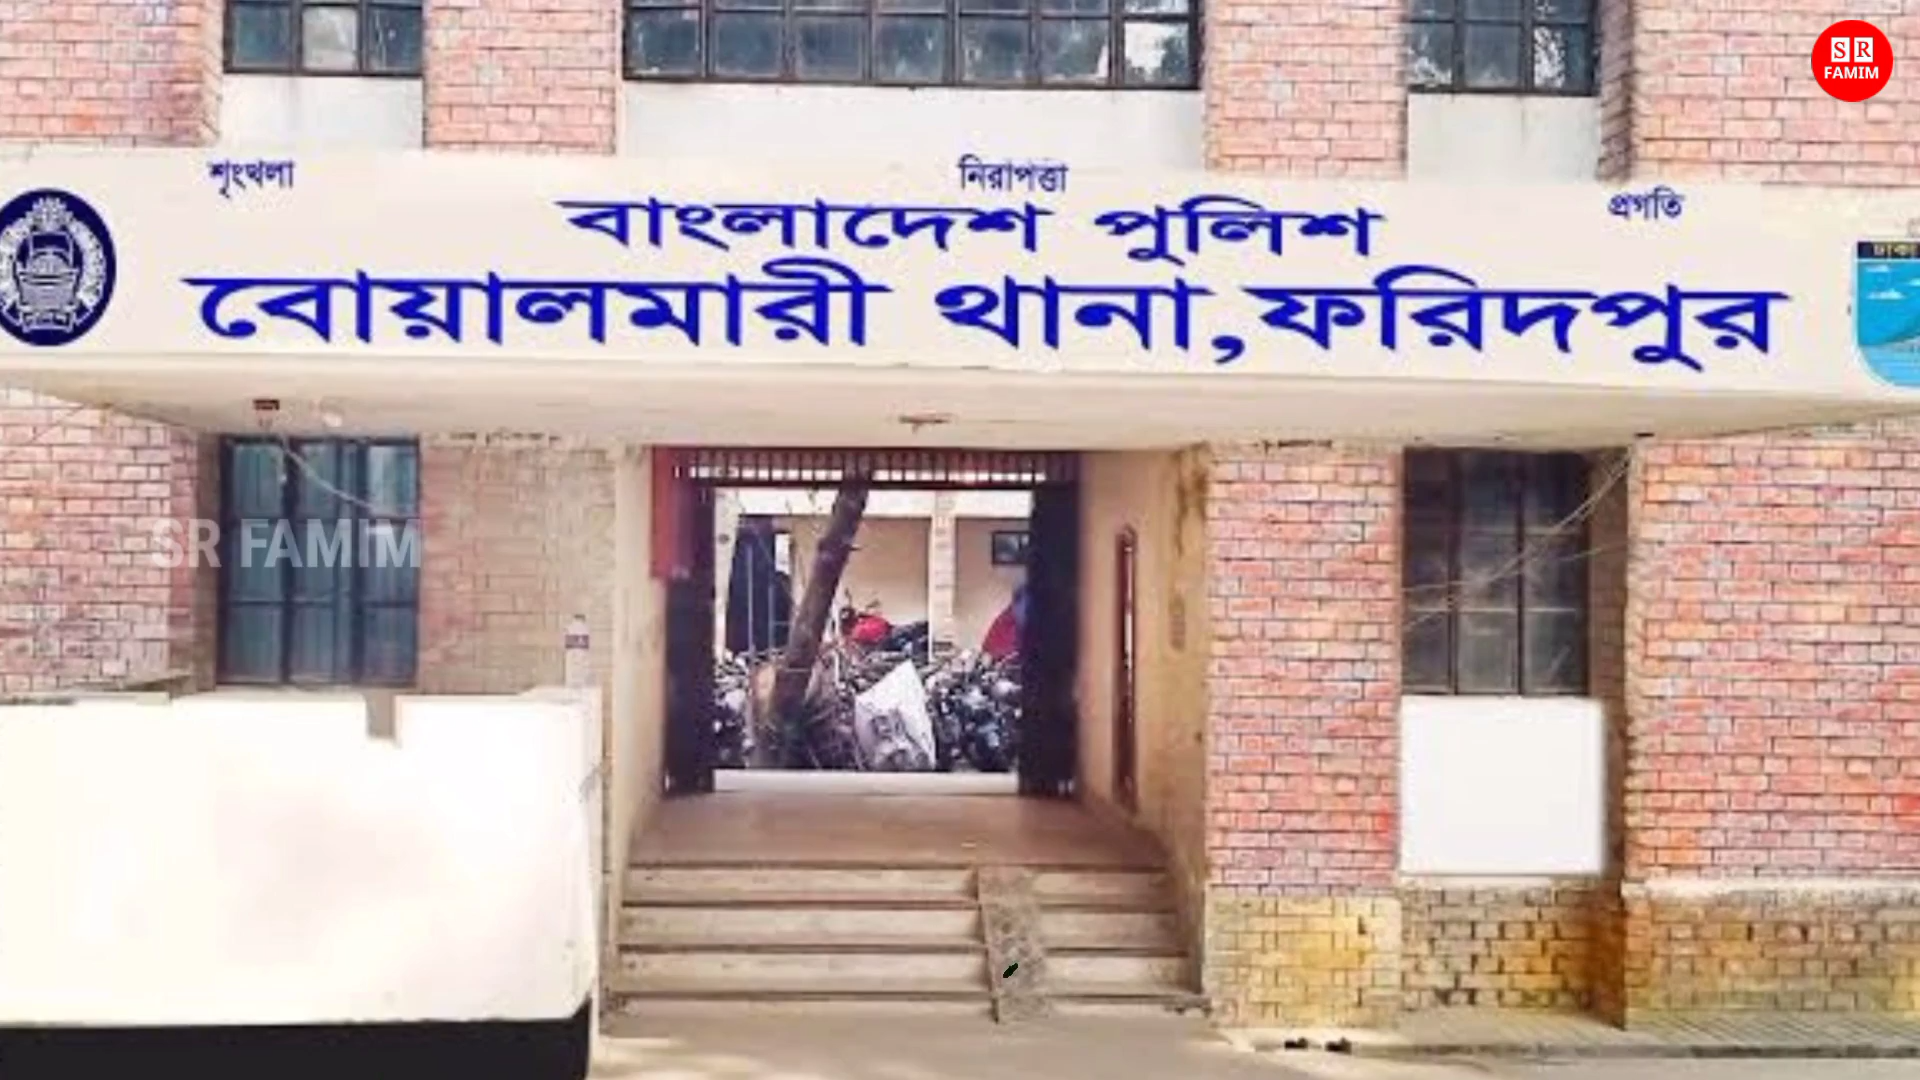 SR
FAMIM
শৃংখলা নিরাপত্তা প্রগতি
বাংলাদেশ পুলিশ
বোয়ালমারী থানা, ফরিদপুর
ঢাকা
SR FAMIM